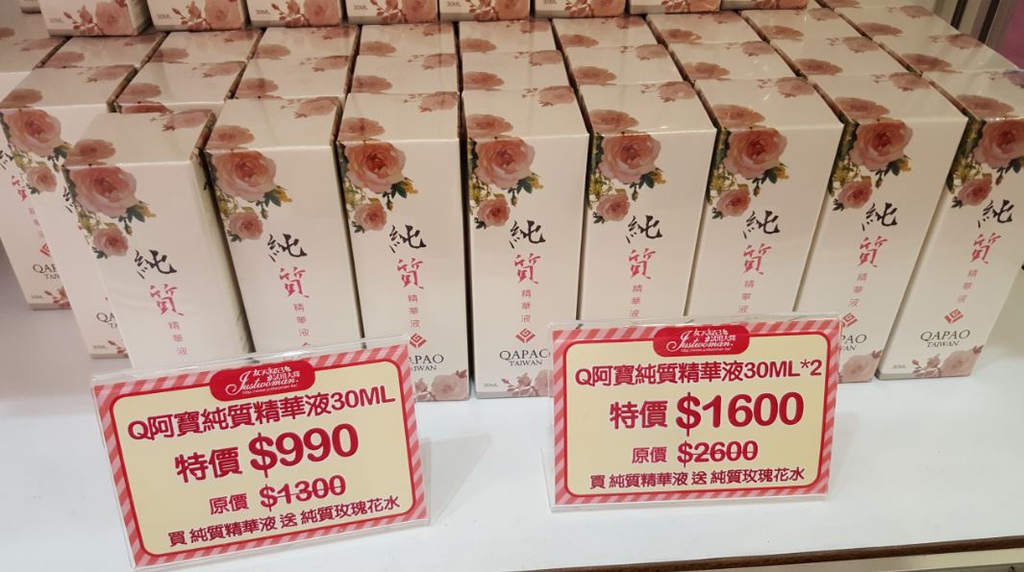 純質
精華液
QAPAO
TAIWAN
30ML
Justwoman
Q阿寶純質精華液30ML
特價 $990
原價 $1300
買 純質精華液 送 純質玫瑰花水
Justwoman
Q阿寶純質精華液30ML*2
特價 $1600
原價 $2600
買 純質精華液 送 純質玫瑰花水